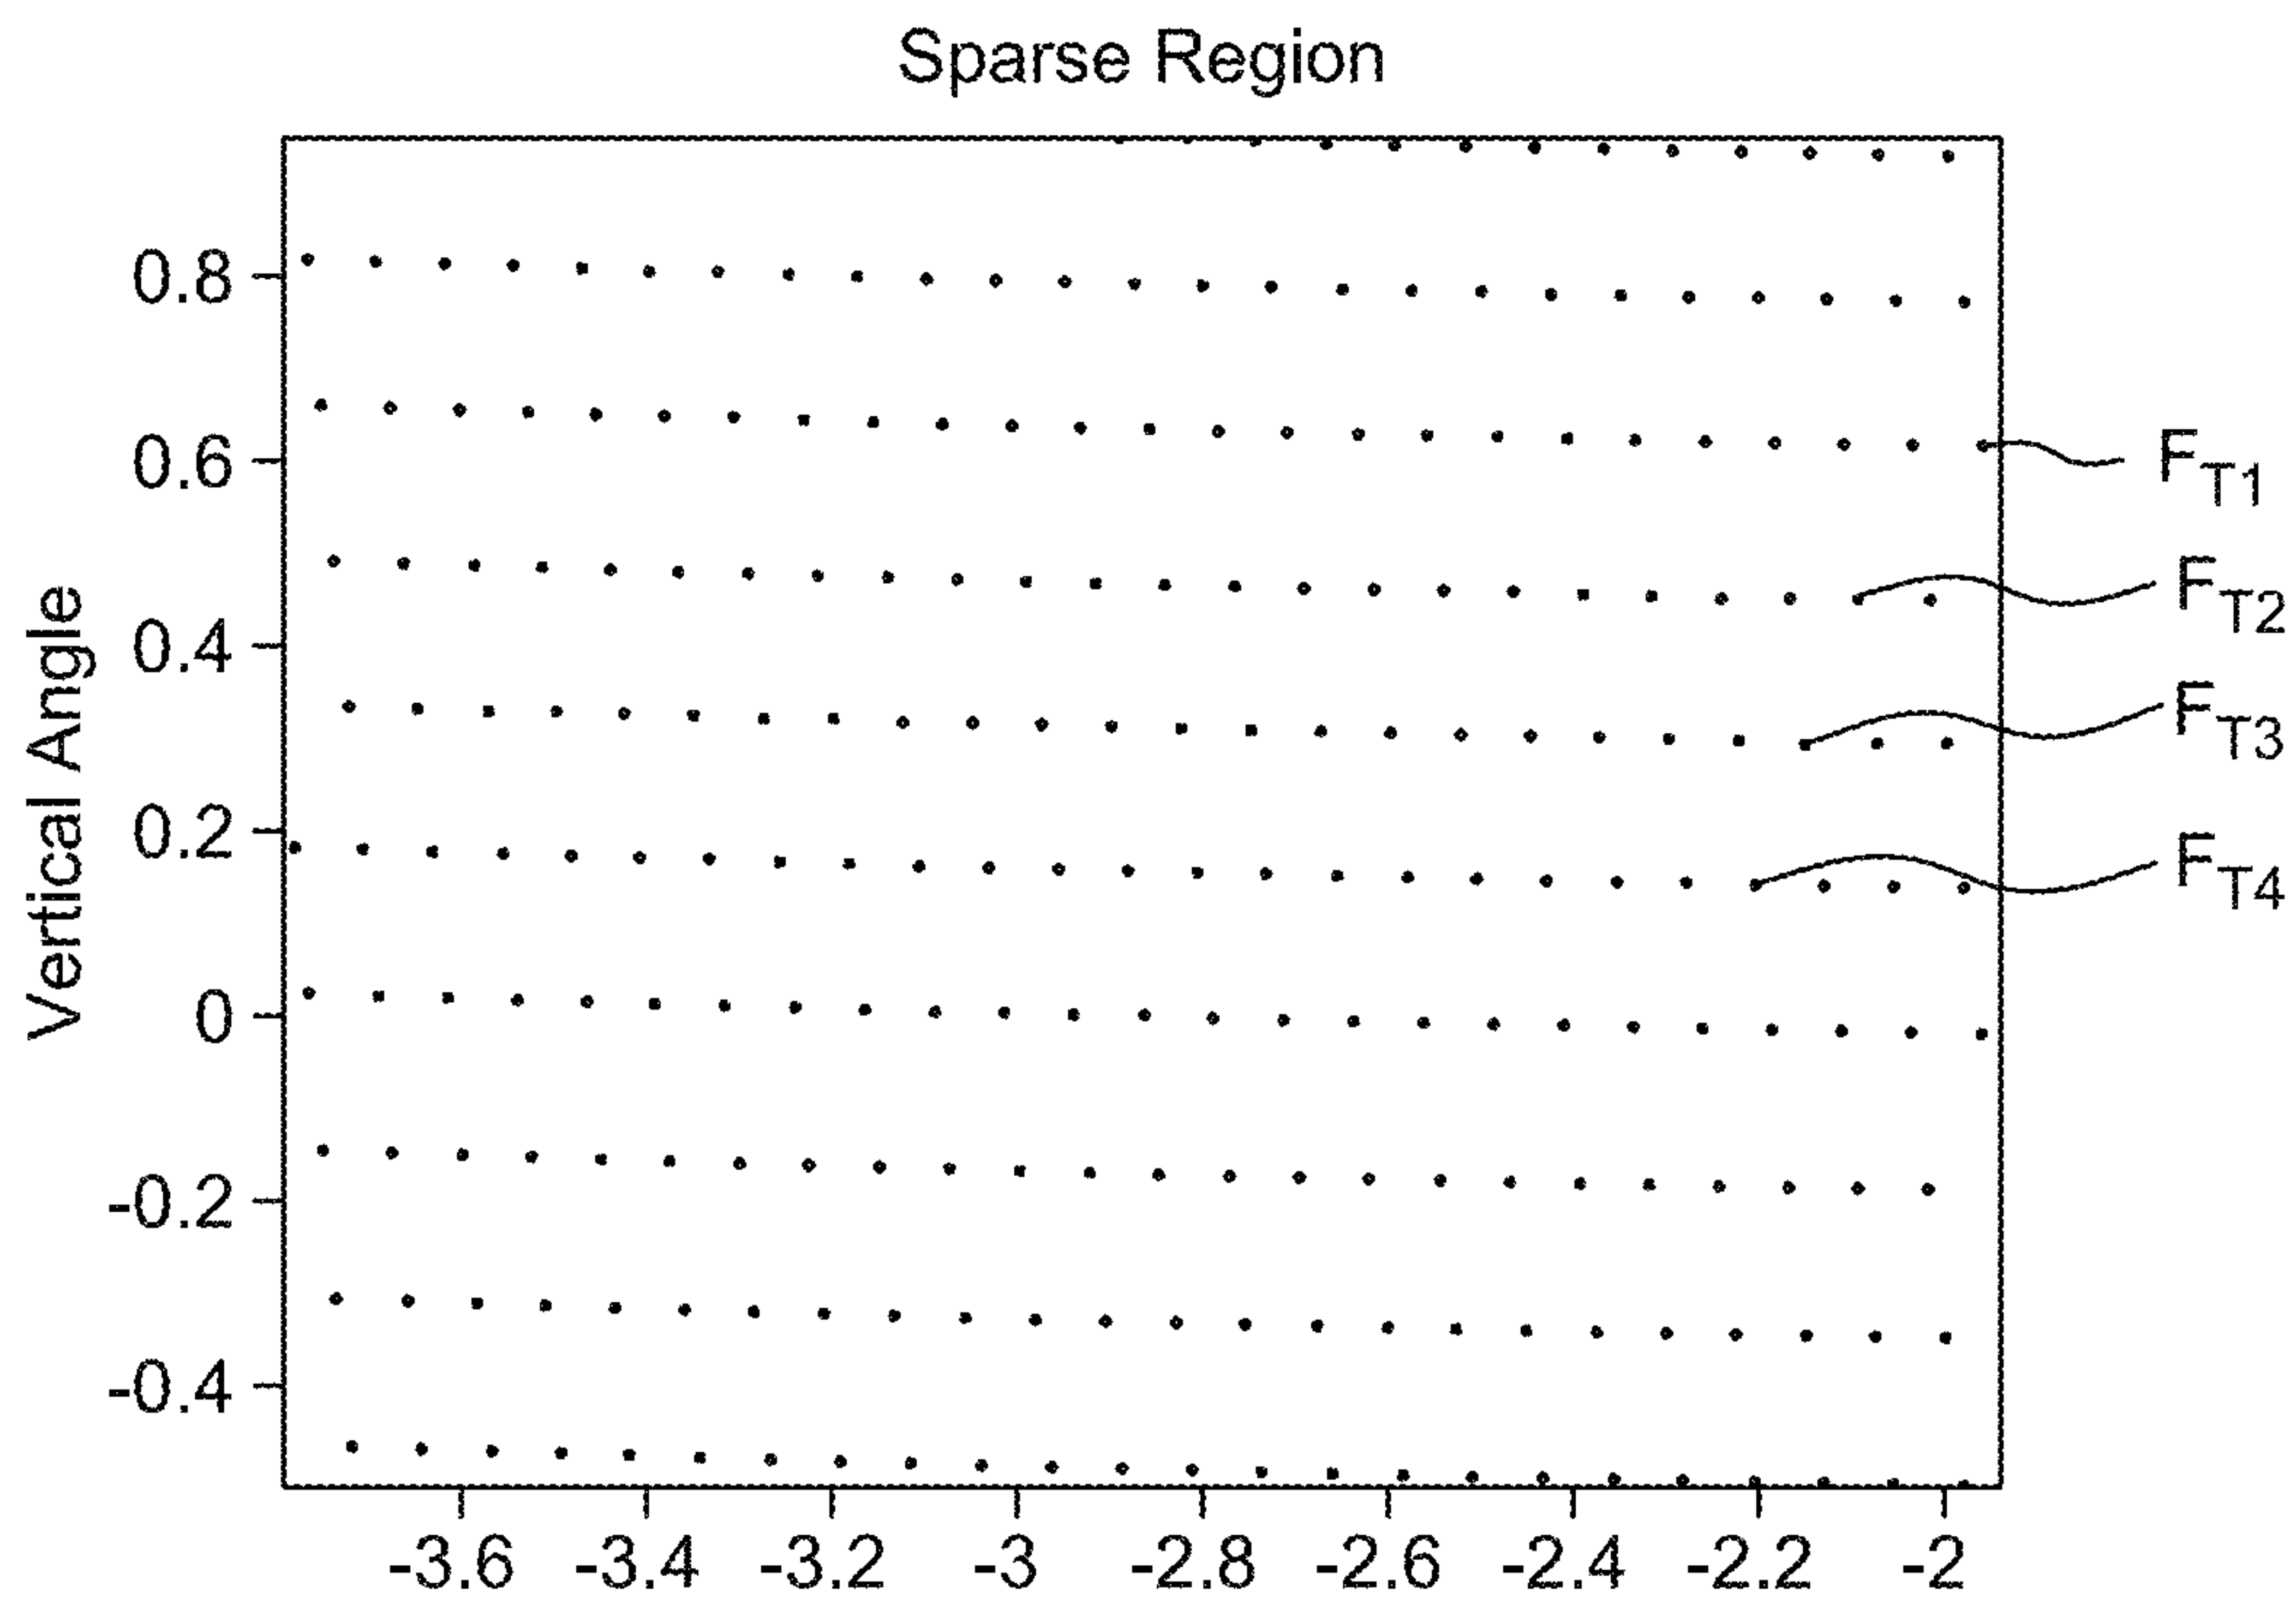 Sparse Region
Vertical Angle
0.8
0.6
0.4
0.2
0
-0.2
-0.4
-3.6 -3.4 -3.2 -3 -2.8 -2.6 -2.4 -2.2 -2
FT1
FT2
FT3
FT4